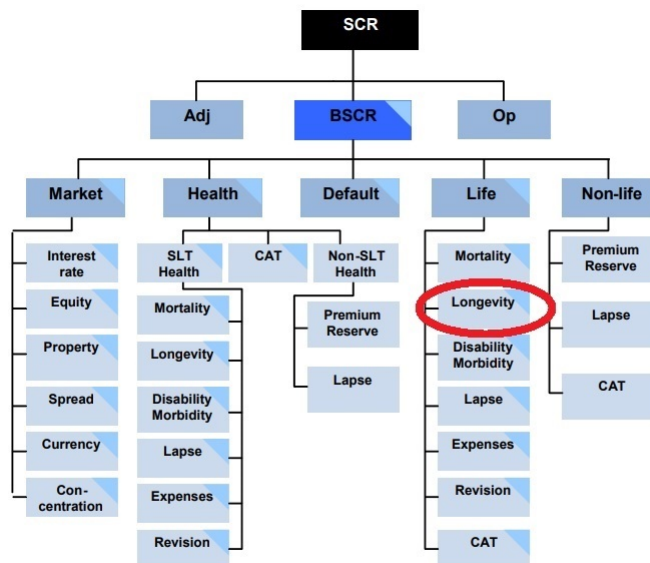 SCR
Adj
BSCR
Op
Market
Health
Default
Life
Non-life
Interest
rate
Equity
Property
Spread
Currency
Con-
centration
SLT
Health
CAT
Non-SLT
Health
Mortality
Longevity
Disability
Morbidity
Lapse
Expenses
Revision
Premium
Reserve
Lapse
Mortality
Longevity
Disability
Morbidity
Lapse
Expenses
Revision
CAT
Premium
Reserve
Lapse
CAT